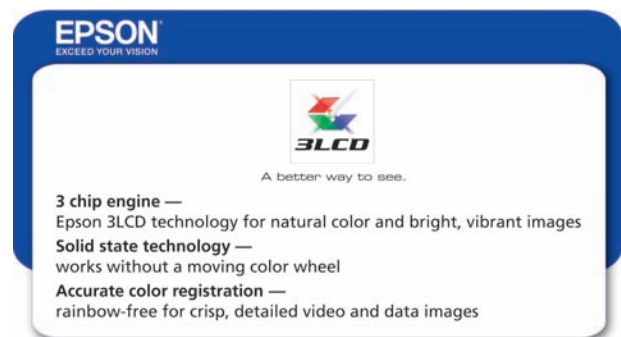 EPSON
EXCEED YOUR VISION
3LCD
A better way to see.
3 chip engine —
Epson 3LCD technology for natural color and bright, vibrant images
Solid state technology —
works without a moving color wheel
Accurate color registration —
rainbow-free for crisp, detailed video and data images